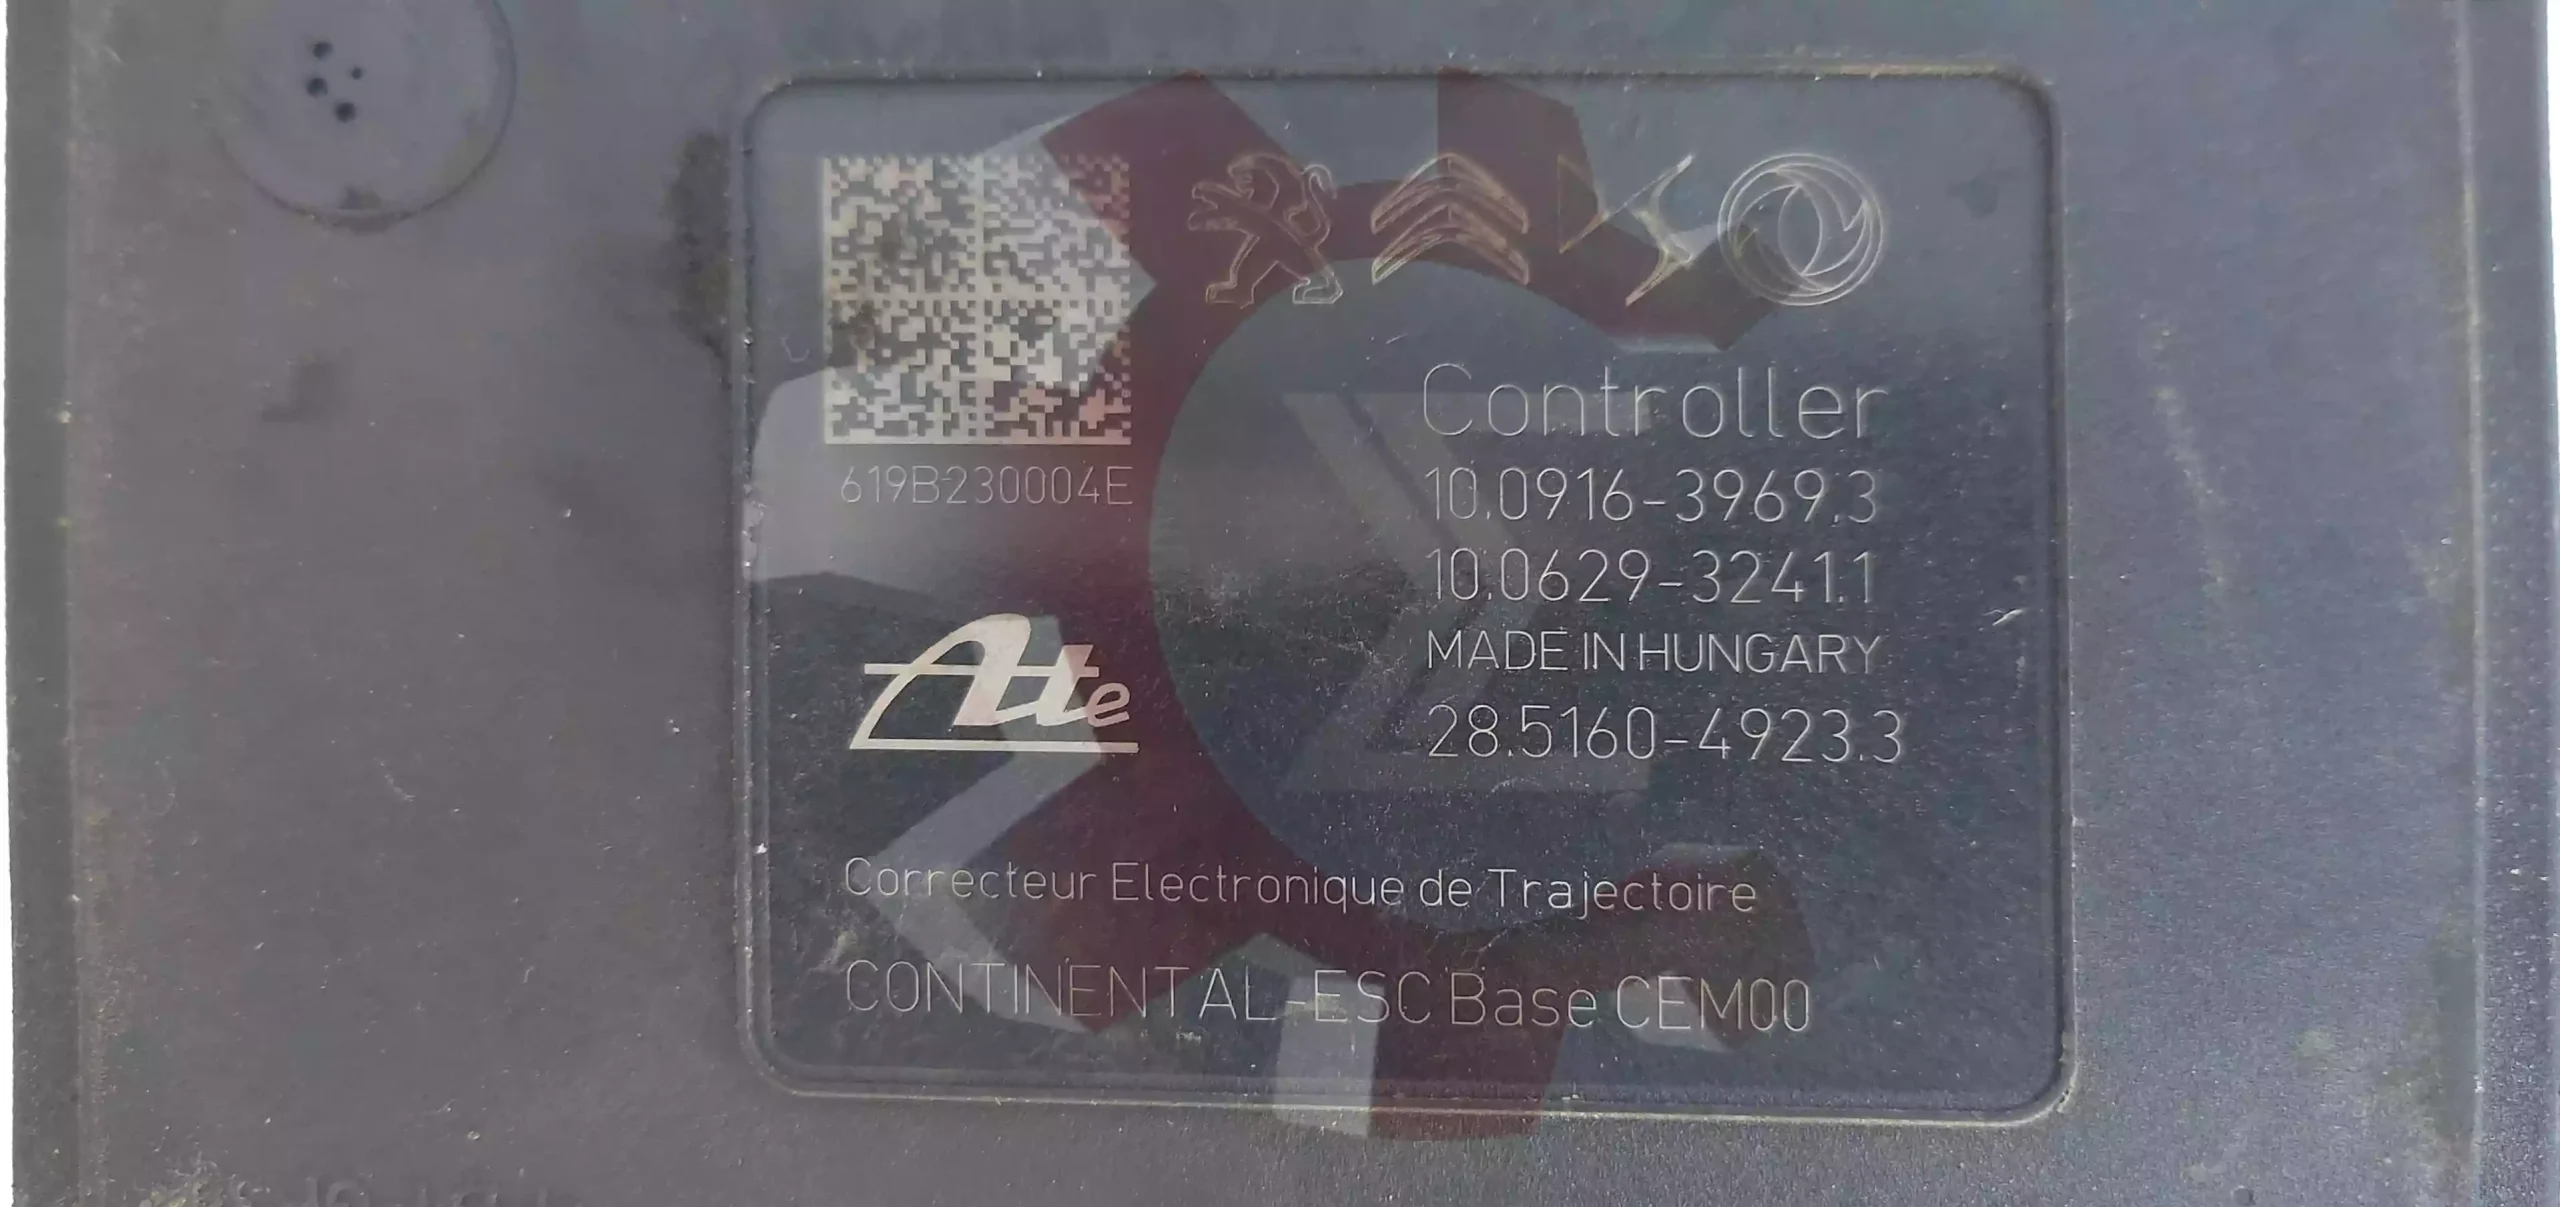 619B230004E
Controller
10.0916-3969.3
10.0629-3241.1
MADE IN HUNGARY
28.5160-4923.3
Ate
Correcteur Electronique de Trajectoire
CONTINENTAL-ESC Base CEM00